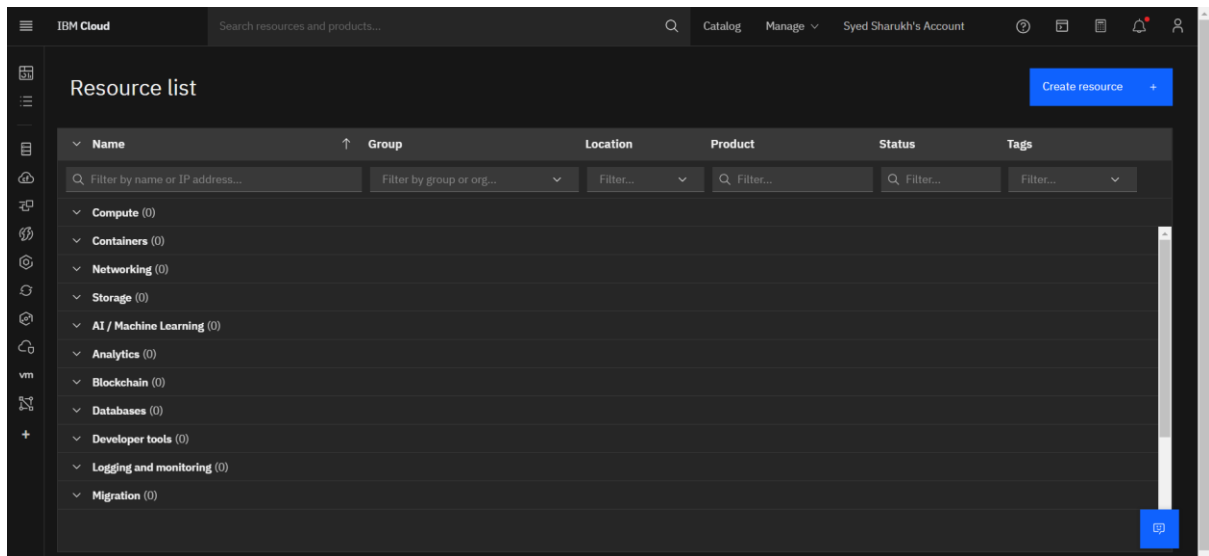 IBM Cloud Search resources and products... Catalog Manage Syed Sharukh's Account
Resource list
Create resource +
Name Group Location Product Status Tags
Filter by name or IP address... Filter by group or org... Filter... Filter... Filter... Filter...
Compute (0)
Containers (0)
Networking (0)
Storage (0)
AI / Machine Learning (0)
Analytics (0)
vm
Blockchain (0)
Databases (0)
Developer tools (0)
Logging and monitoring (0)
Migration (0)